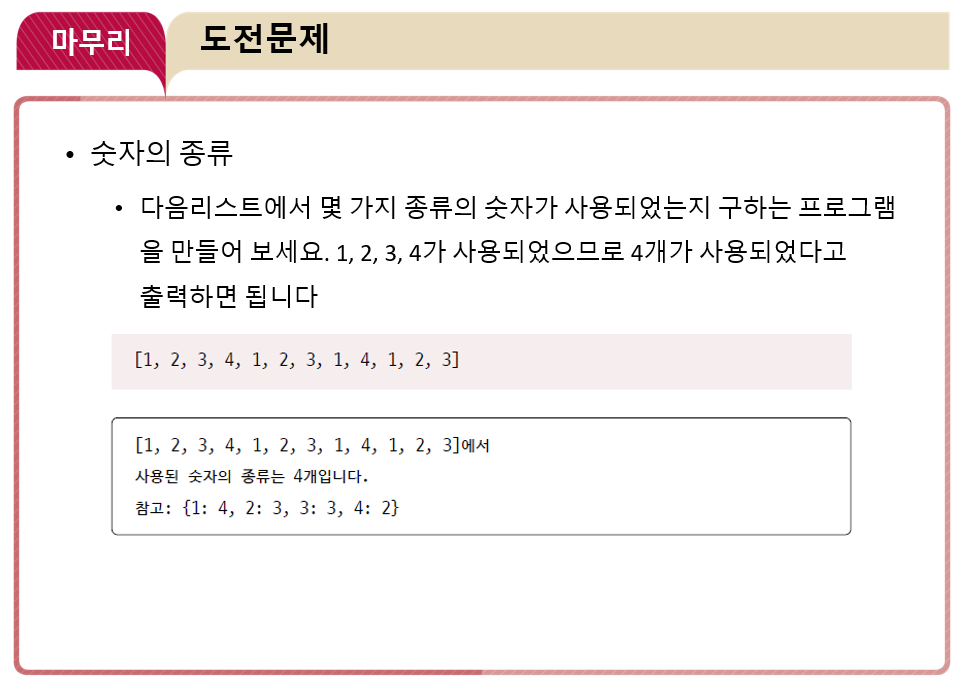 마무리
도전문제
• 숫자의 종류
• 다음리스트에서 몇 가지 종류의 숫자가 사용되었는지 구하는 프로그램
을 만들어 보세요. 1, 2, 3, 4가 사용되었으므로 4개가 사용되었다고
출력하면 됩니다
[1, 2, 3, 4, 1, 2, 3, 1, 4, 1, 2, 3]
[1, 2, 3, 4, 1, 2, 3, 1, 4, 1, 2, 3]에서
사용된 숫자의 종류는 4개입니다.
참고: {1: 4, 2: 3, 3: 3, 4: 2}